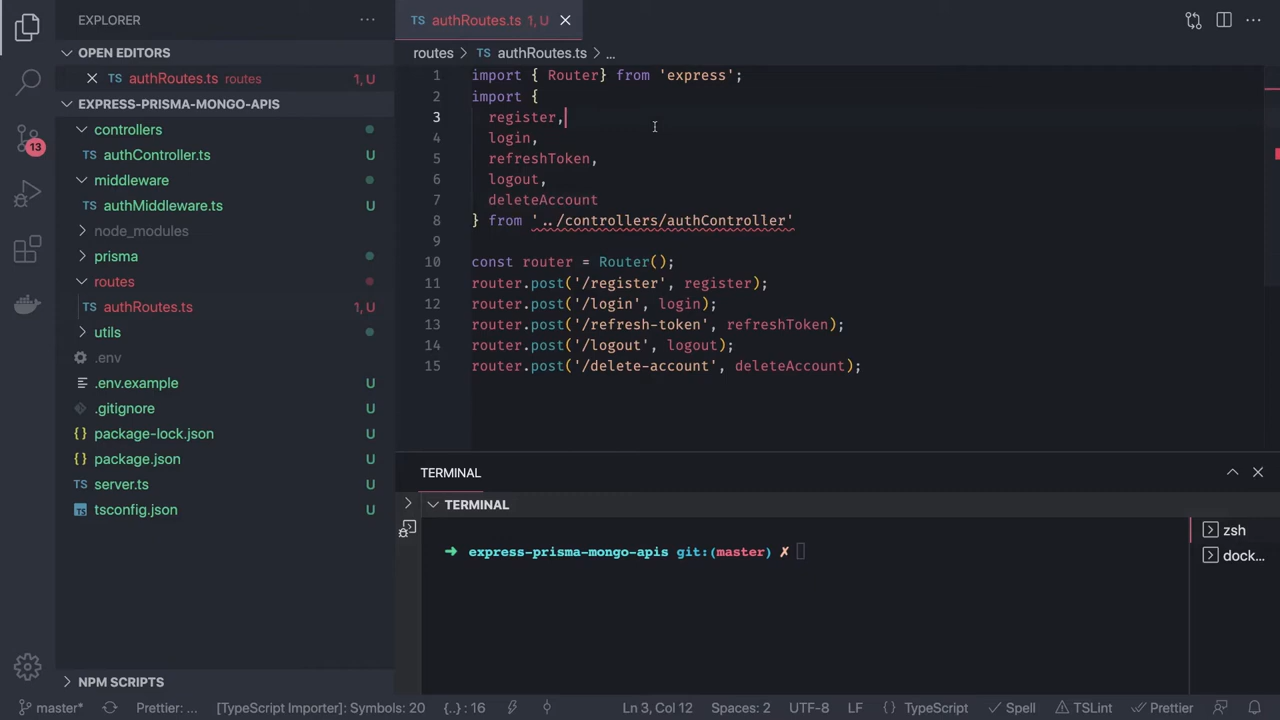 EXPLORER
OPEN EDITORS
TS authRoutes.ts routes 1, U
EXPRESS-PRISMA-MONGO-APIS
controllers
TS authController.ts U
middleware
TS authMiddleware.ts U
node_modules
prisma
routes
TS authRoutes.ts 1, U
utils
.env
.env.example U
.gitignore U
{} package-lock.json U
{} package.json U
TS server.ts U
TS tsconfig.json U
NPM SCRIPTS
13
TS authRoutes.ts 1, U
routes > TS authRoutes.ts > ...
1 import { Router} from 'express';
2 import {
3 register,
4 login,
5 refreshToken,
6 logout,
7 deleteAccount
8 } from '../controllers/authController'
9
10 const router = Router();
11 router.post('/register', register);
12 router.post('/login', login);
13 router.post('/refresh-token', refreshToken);
14 router.post('/logout', logout);
15 router.post('/delete-account', deleteAccount);
TERMINAL
TERMINAL
➜ express-prisma-mongo-apis git:(master) ✗
zsh
dock...
master* Prettier: ... [TypeScript Importer]: Symbols: 20 {..} : 16 Ln 3, Col 12 Spaces: 2 UTF-8 LF { } TypeScript Spell TSLint Prettier